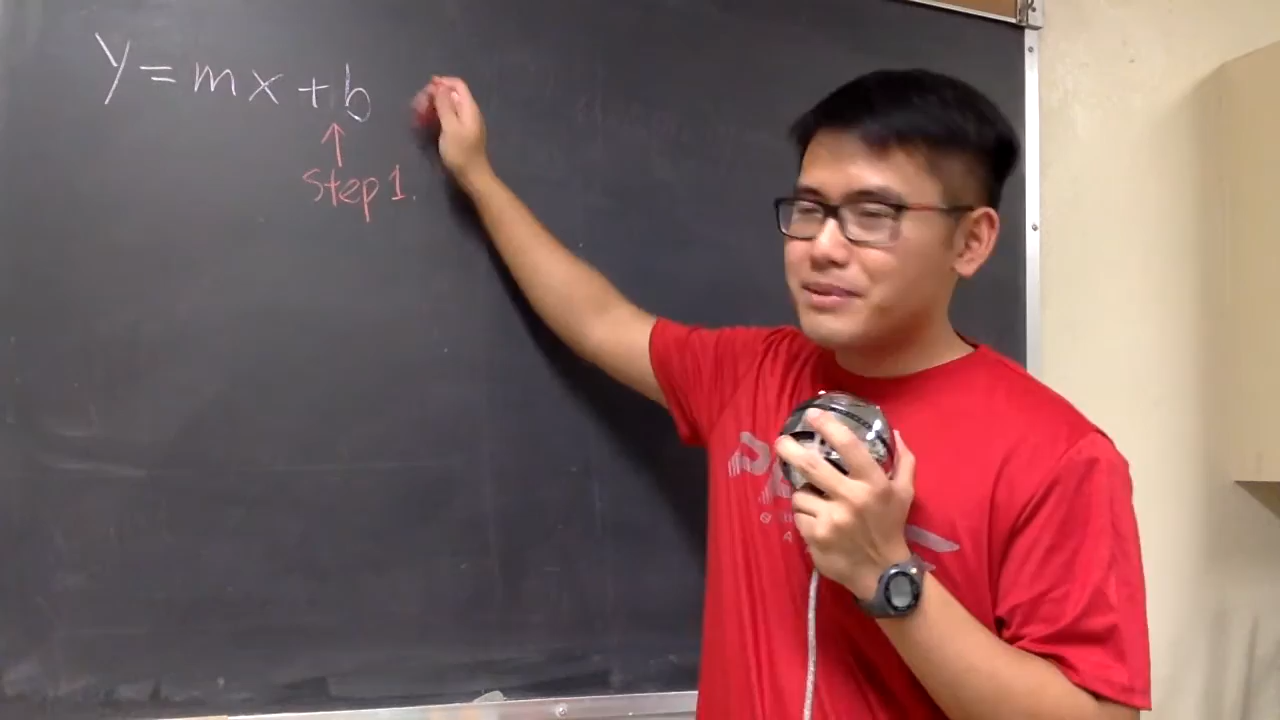 y = mx + b
↑
Step 1.